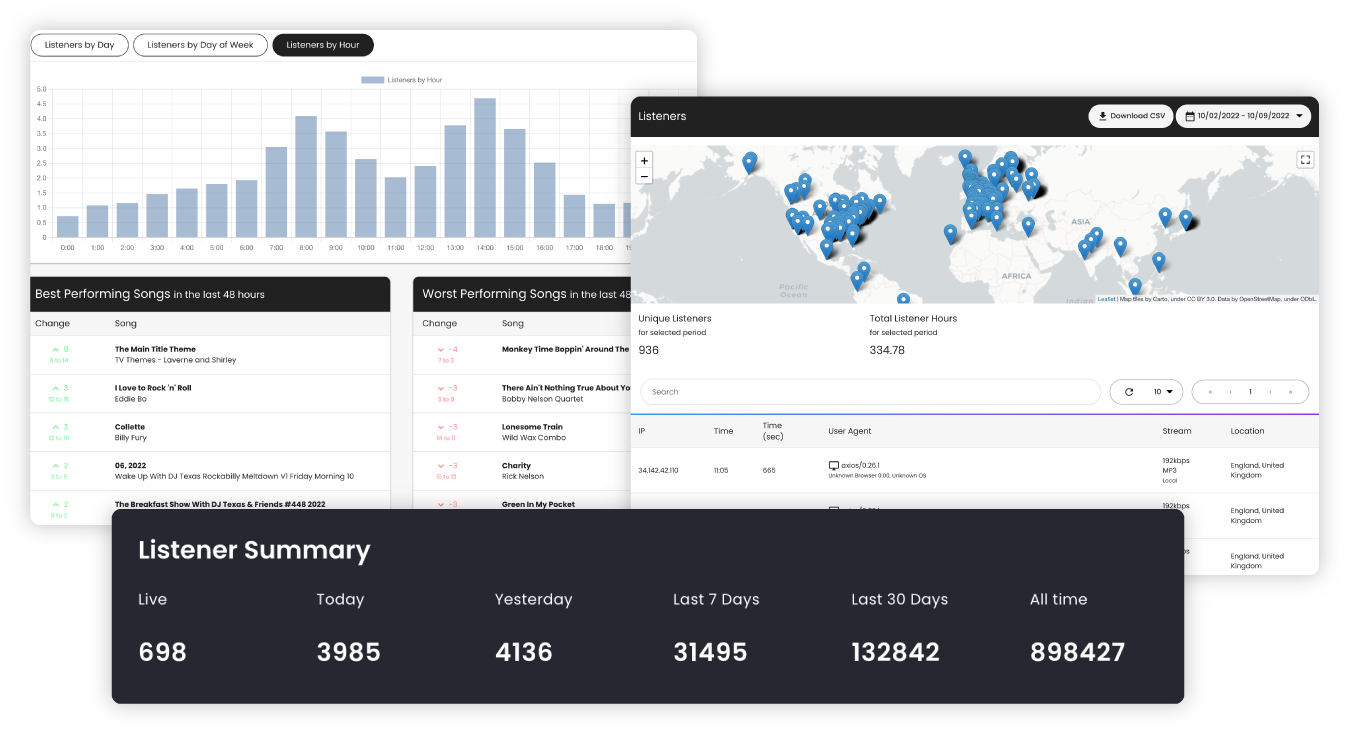 Listeners by Day
Listeners by Day of Week
Listeners by Hour
Listeners by Hour
5.0
4.5
4.0
3.5
3.0
2.5
2.0
1.5
1.0
0.5
0
0:00 1:00 2:00 3:00 4:00 5:00 6:00 7:00 8:00 9:00 10:00 11:00 12:00 13:00 14:00 15:00 16:00 17:00 18:00
Best Performing Songs in the last 48 hours
Change Song
6
6 to 14
The Main Title Theme
TV Themes - Laverne and Shirley
3
12 to 15
I Love to Rock 'n' Roll
Eddie Bo
3
Collette
Billy Fury
2
3 to 5
06, 2022
Wake Up With DJ Texas Rockabilly Meltdown V1 Friday Morning 10
2
0 to 2
The Breakfast Show With DJ Texas & Friends #448 2022
Worst Performing Songs in the last 48
Change Song
-4
7 to 3
Monkey Time Boppin' Around The
-3
3 to 0
There Ain't Nothing True About
Bobby Nelson Quartet
-3
14 to 11
Lonesome Train
Wild Wax Combo
-3
15 to 12
Charity
Rick Nelson
-3
Green In My Pocket
Listeners
Download CSV
10/02/2022 - 10/09/2022
+
−
ASIA
AFRICA
Pacific
Ocean
Indian
Leaflet | Map tiles by Carto, under CC BY 3.0. Data by OpenStreetMap, under ODbL.
Unique Listeners
for selected period
936
Total Listener Hours
for selected period
334.78
Search
10
« ‹ 1 › »
IP Time Time (sec) User Agent Stream Location
34.142.42.110 11:05 665
axios/0.26.1
Unknown Browser 0.00, Unknown OS
192kbps
MP3
Local
England, United
Kingdom
192kbps
England, United
Kingdom
England, United
Kingdom
Listener Summary
Live Today Yesterday Last 7 Days Last 30 Days All time
698 3985 4136 31495 132842 898427